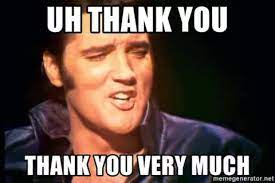 UH THANK YOU
THANK YOU VERY MUCH
memegenerator.net